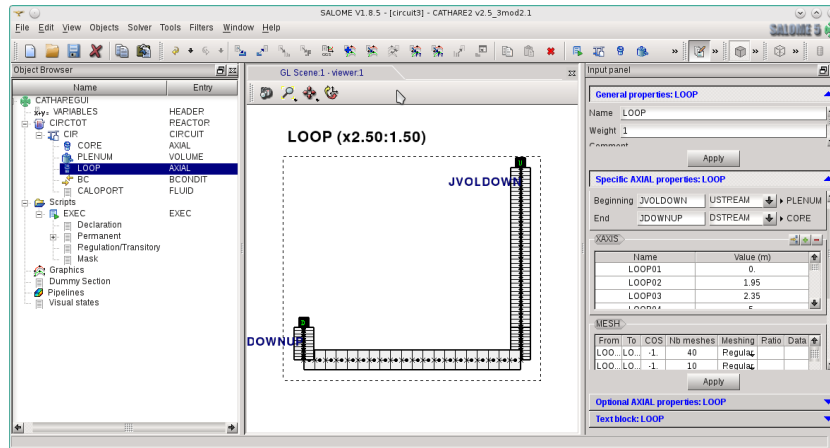 SALOME V1.8.5 - [circuit3] - CATHARE2 v2.5_3mod2.1
File Edit View Objects Solver Tools Filters Window Help
SALOME 5
Object Browser
Name Entry
CATHAREGUI
VARIABLES HEADER
CIRCTOT REACTOR
CIR CIRCUIT
CORE AXIAL
PLENUM VOLUME
LOOP AXIAL
BC BCONDIT
CALOPORT FLUID
Scripts
EXEC EXEC
Declaration
Permanent
Regulation/Transitory
Mask
Graphics
Dummy Section
Pipelines
Visual states
GL Scene:1 - viewer:1
LOOP (x2.50:1.50)
U
JVOLDOWN
D
DOWNUP
Input panel
General properties: LOOP
Name LOOP
Weight 1
Comment
Apply
Specific AXIAL properties: LOOP
Beginning JVOLDOWN USTREAM PLENUM
End JDOWNUP DSTREAM CORE
XAXIS
Name Value (m)
LOOP01 0.
LOOP02 1.95
LOOP03 2.35
LOOP04 5
MESH
From To COS Nb meshes Meshing Ratio Data
LOO... LO... -1. 40 Regular
LOO... LO... -1. 10 Regular
Apply
Optional AXIAL properties: LOOP
Text block: LOOP